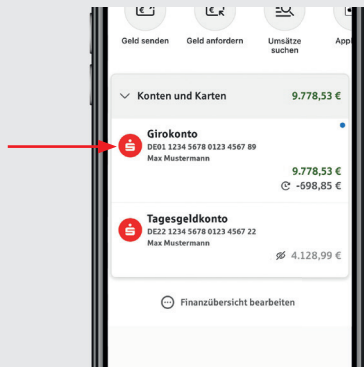 Geld senden
Geld anfordern
Umsätze
suchen
Konten und Karten
9.778,53 €
Girokonto
DE01 1234 5678 0123 4567 89
Max Mustermann
9.778,53 €
-698,85 €
Tagesgeldkonto
DE22 1234 5678 0123 4567 22
Max Mustermann
4.128,99 €
Finanzübersicht bearbeiten